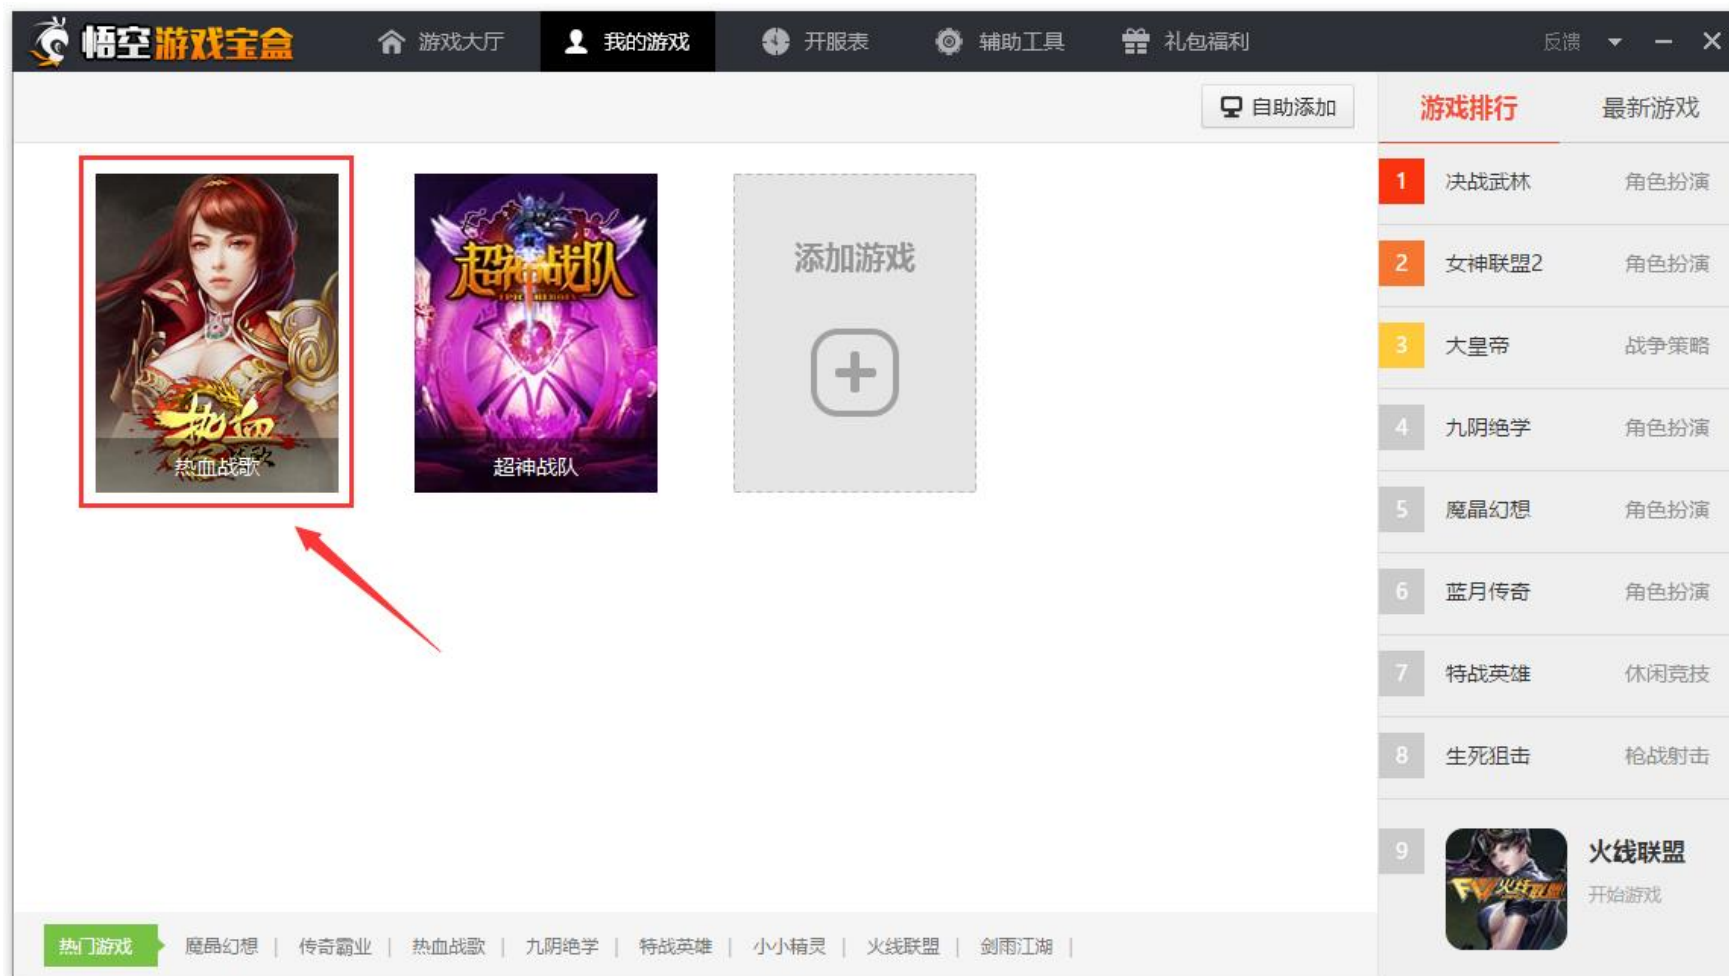 悟空游戏宝盒
游戏大厅
我的游戏
开服表
辅助工具
礼包福利
反馈
自助添加
游戏排行
最新游戏
热血
战歌
热血战歌
超神战队
EPIC HEROES
超神战队
添加游戏
1 决战武林 角色扮演
2 女神联盟2 角色扮演
3 大皇帝 战争策略
4 九阴绝学 角色扮演
5 魔晶幻想 角色扮演
6 蓝月传奇 角色扮演
7 特战英雄 休闲竞技
8 生死狙击 枪战射击
9 火线联盟
火线联盟
开始游戏
热门游戏 魔晶幻想 | 传奇霸业 | 热血战歌 | 九阴绝学 | 特战英雄 | 小小精灵 | 火线联盟 | 剑雨江湖 |